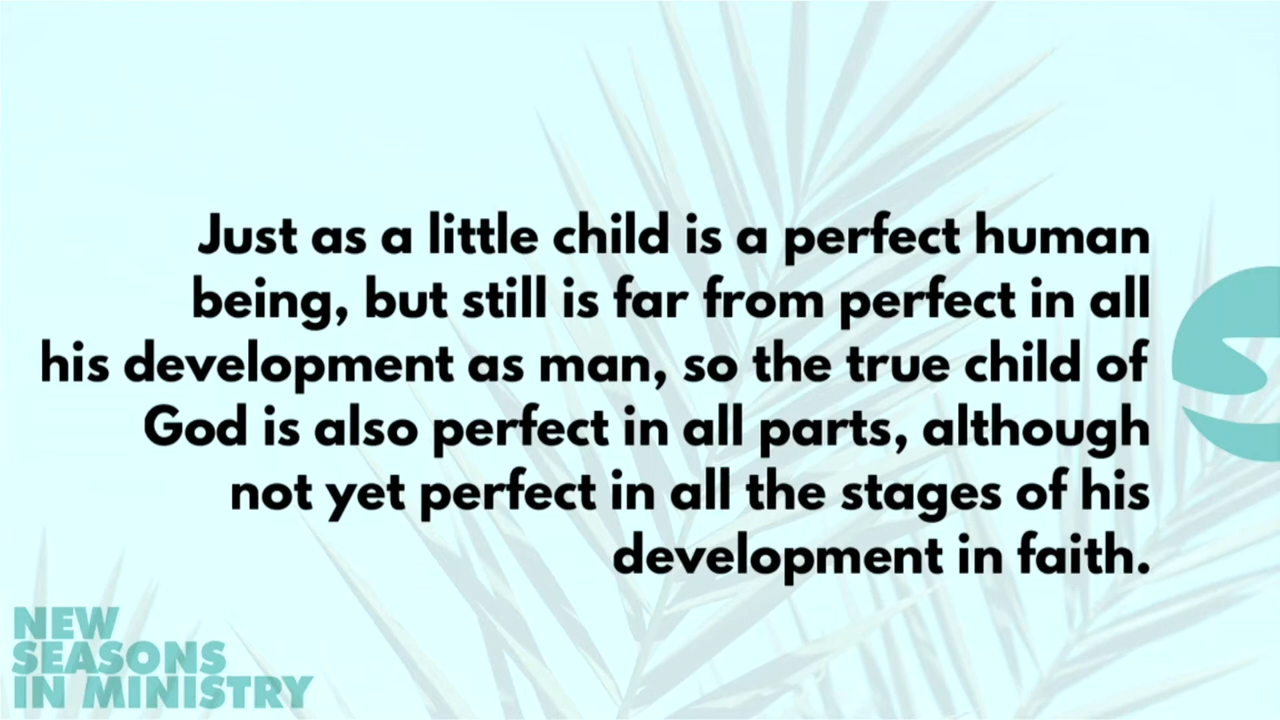 Just as a little child is a perfect human
being, but still is far from perfect in all
his development as man, so the true child of
God is also perfect in all parts, although
not yet perfect in all the stages of his
development in faith.
NEW
SEASONS
IN MINISTRY